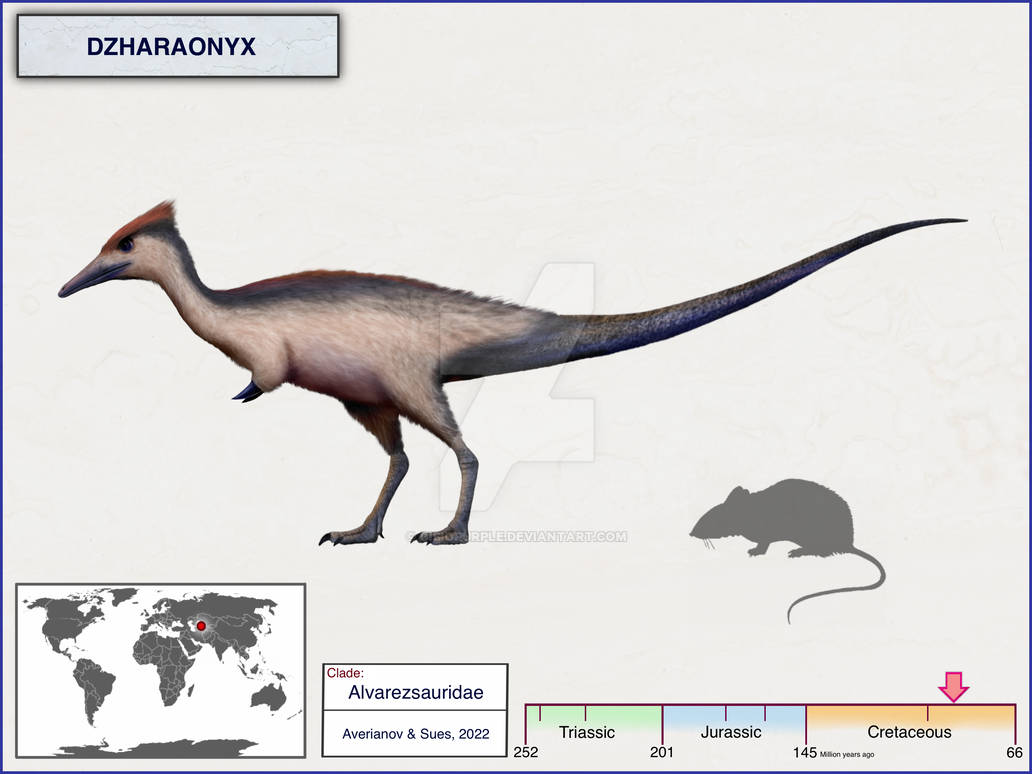 DZHARAONYX
Clade:
Alvarezsauridae
Averianov & Sues, 2022
Triassic
Jurassic
Cretaceous
252
201
145
Million years ago
66